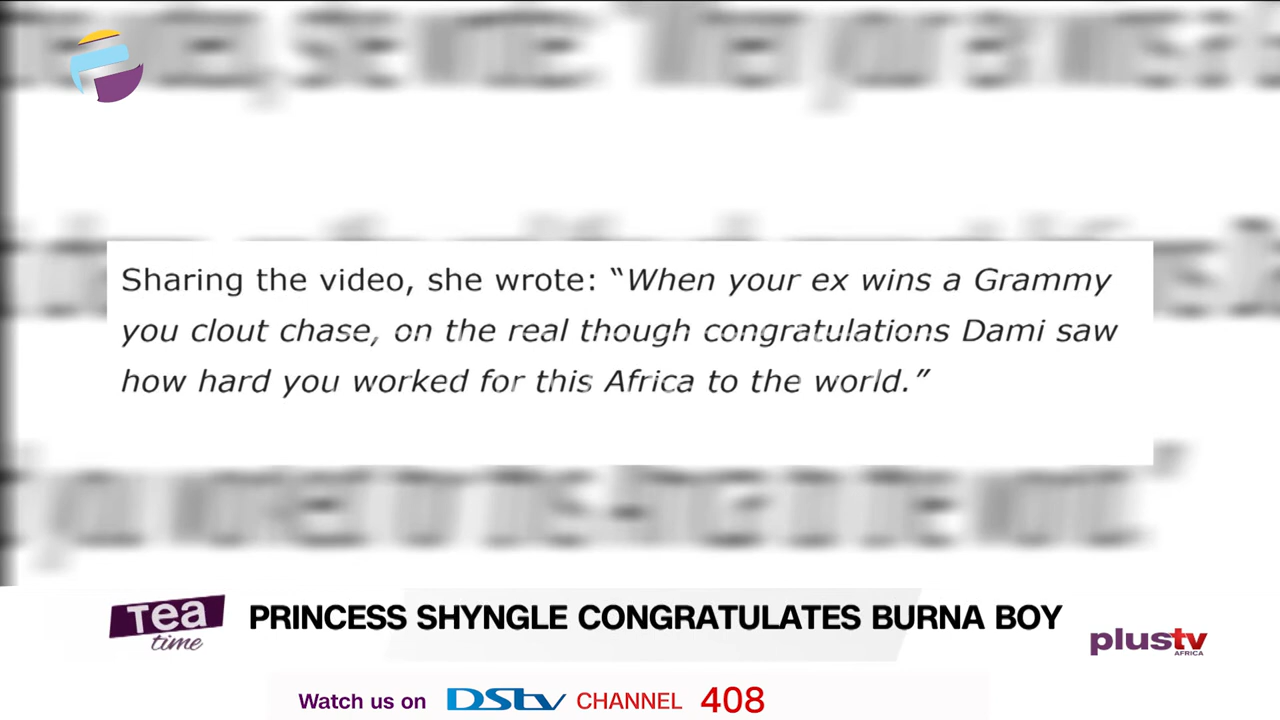 Sharing the video, she wrote: “When your ex wins a Grammy
you clout chase, on the real though congratulations Dami saw
how hard you worked for this Africa to the world.”
Tea
time
PRINCESS SHYNGLE CONGRATULATES BURNA BOY
plustv
AFRICA
Watch us on DStv CHANNEL 408